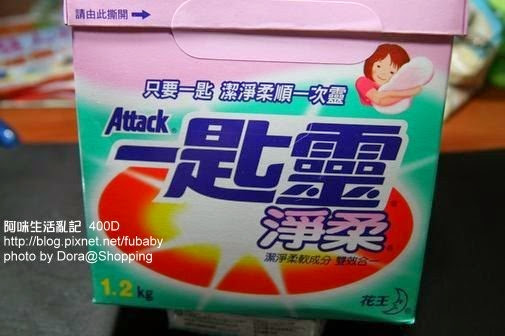 請由此撕開
只要一匙 潔淨柔順一次靈
Attack
一匙靈
淨柔
潔淨柔軟成分 雙效合一
1.2 kg
花王
阿咪生活亂記 400D
http://blog.pixnet.net/fubaby
photo by Dora@Shopping